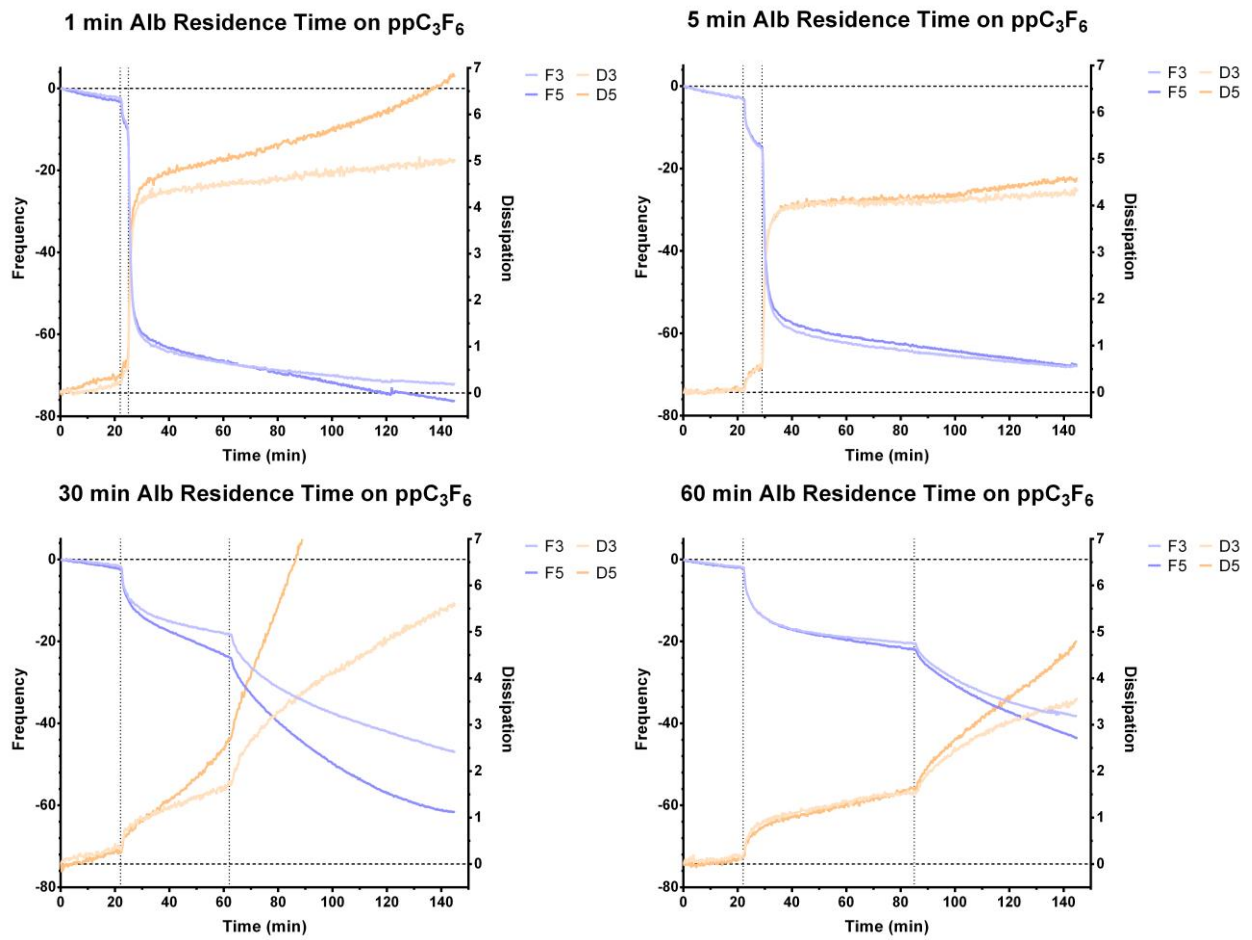 1 min Alb Residence Time on ppC₃F₆
F3 D3
F5 D5
0
-20
-40
-60
-80
Frequency
7
6
5
4
3
2
1
0
Dissipation
0 20 40 60 80 100 120 140
Time (min)
5 min Alb Residence Time on ppC₃F₆
F3 D3
F5 D5
0
-20
-40
-60
-80
Frequency
7
6
5
4
3
2
1
0
Dissipation
0 20 40 60 80 100 120 140
Time (min)
30 min Alb Residence Time on ppC₃F₆
F3 D3
F5 D5
0
-20
-40
-60
-80
Frequency
7
6
5
4
3
2
1
0
Dissipation
0 20 40 60 80 100 120 140
Time (min)
60 min Alb Residence Time on ppC₃F₆
F3 D3
F5 D5
0
-20
-40
-60
-80
Frequency
7
6
5
4
3
2
1
0
Dissipation
0 20 40 60 80 100 120 140
Time (min)